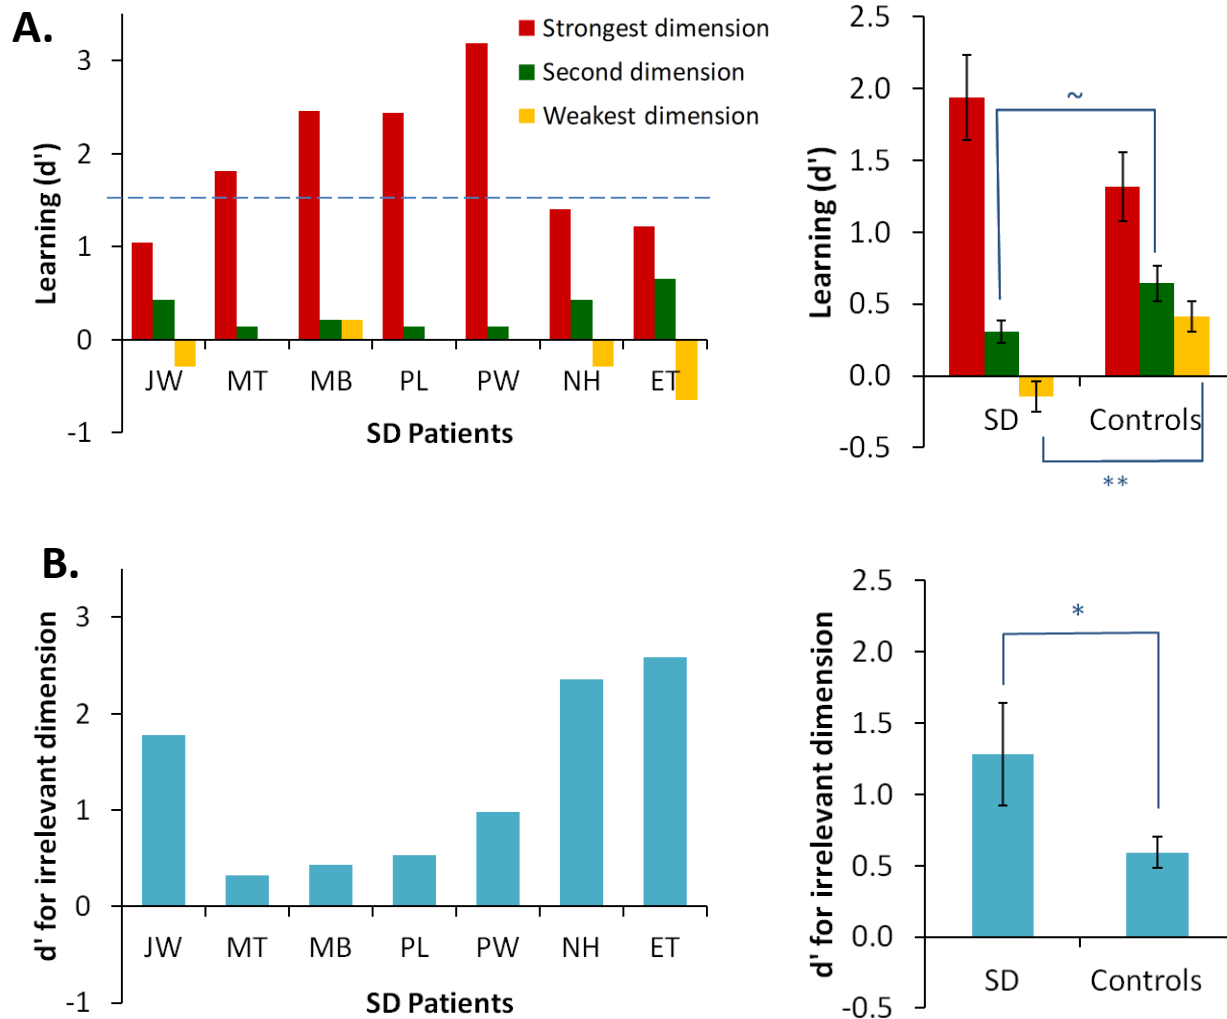 A.
Strongest dimension
Second dimension
Weakest dimension
Learning (d')
3
2
1
0
-1
JW MT MB PL PW NH ET
SD Patients
Learning (d')
2.5
2.0
1.5
1.0
0.5
0.0
-0.5
~
SD Controls
**
B.
d' for irrelevant dimension
3
2
1
0
-1
JW MT MB PL PW NH ET
SD Patients
d' for irrelevant dimension
2.5
2.0
1.5
1.0
0.5
0.0
-0.5
*
SD Controls